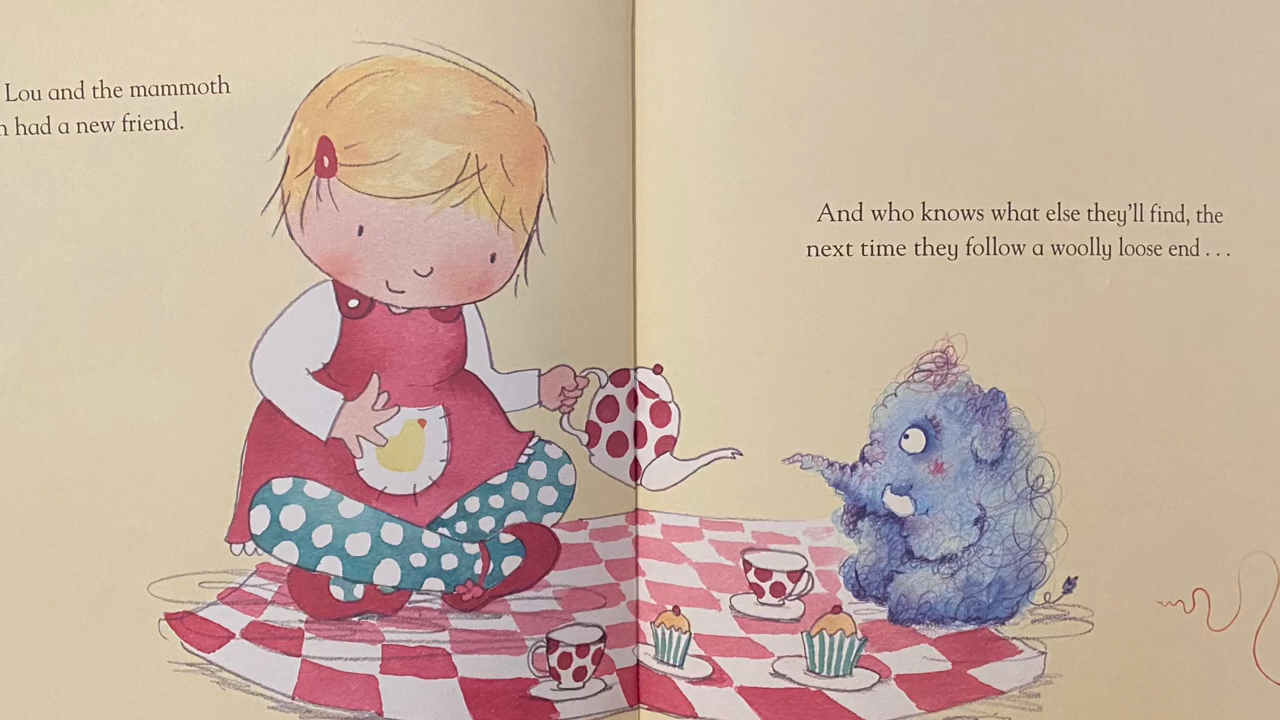 Lou and the mammoth
had a new friend.
And who knows what else they'll find, the
next time they follow a woolly loose end . . .